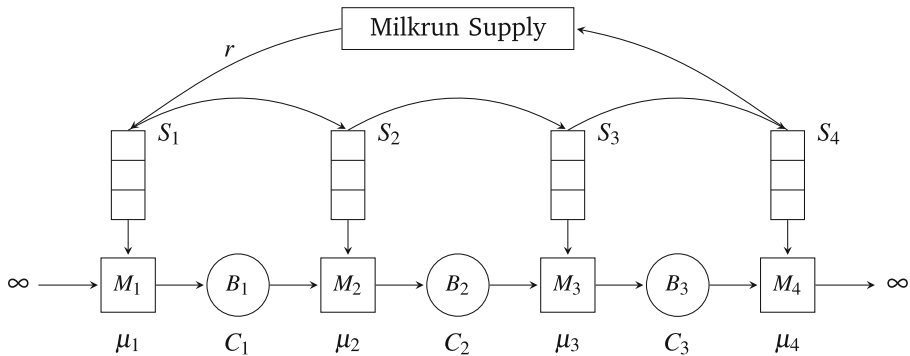 Milkrun Supply
r
S₁ S₂ S₃ S₄
∞ M₁ B₁ M₂ B₂ M₃ B₃ M₄ ∞
μ₁ C₁ μ₂ C₂ μ₃ C₃ μ₄